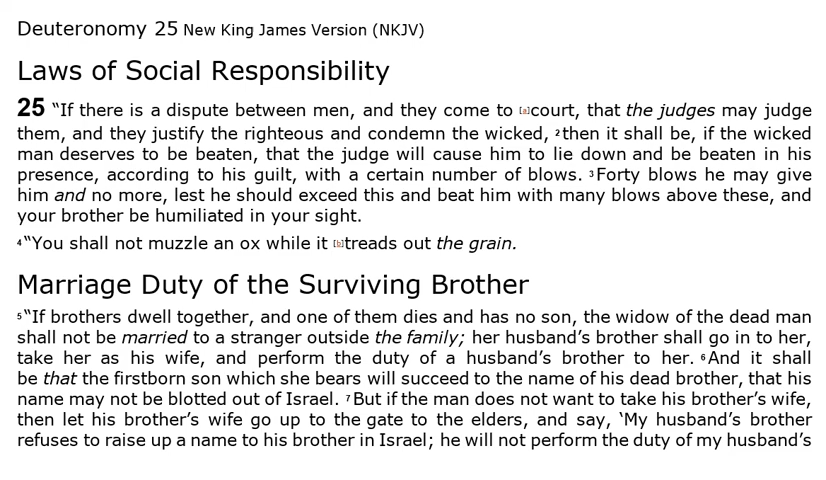 Deuteronomy 25 New King James Version (NKJV)
Laws of Social Responsibility
25 “If there is a dispute between men, and they come to [a]court, that the judges may judge
them, and they justify the righteous and condemn the wicked, 2 then it shall be, if the wicked
man deserves to be beaten, that the judge will cause him to lie down and be beaten in his
presence, according to his guilt, with a certain number of blows. 3 Forty blows he may give
him and no more, lest he should exceed this and beat him with many blows above these, and
your brother be humiliated in your sight.
4 “You shall not muzzle an ox while it [b]treads out the grain.
Marriage Duty of the Surviving Brother
5 “If brothers dwell together, and one of them dies and has no son, the widow of the dead man
shall not be married to a stranger outside the family; her husband’s brother shall go in to her,
take her as his wife, and perform the duty of a husband’s brother to her. 6 And it shall
be that the firstborn son which she bears will succeed to the name of his dead brother, that his
name may not be blotted out of Israel. 7 But if the man does not want to take his brother’s wife,
then let his brother’s wife go up to the gate to the elders, and say, ‘My husband’s brother
refuses to raise up a name to his brother in Israel; he will not perform the duty of my husband’s